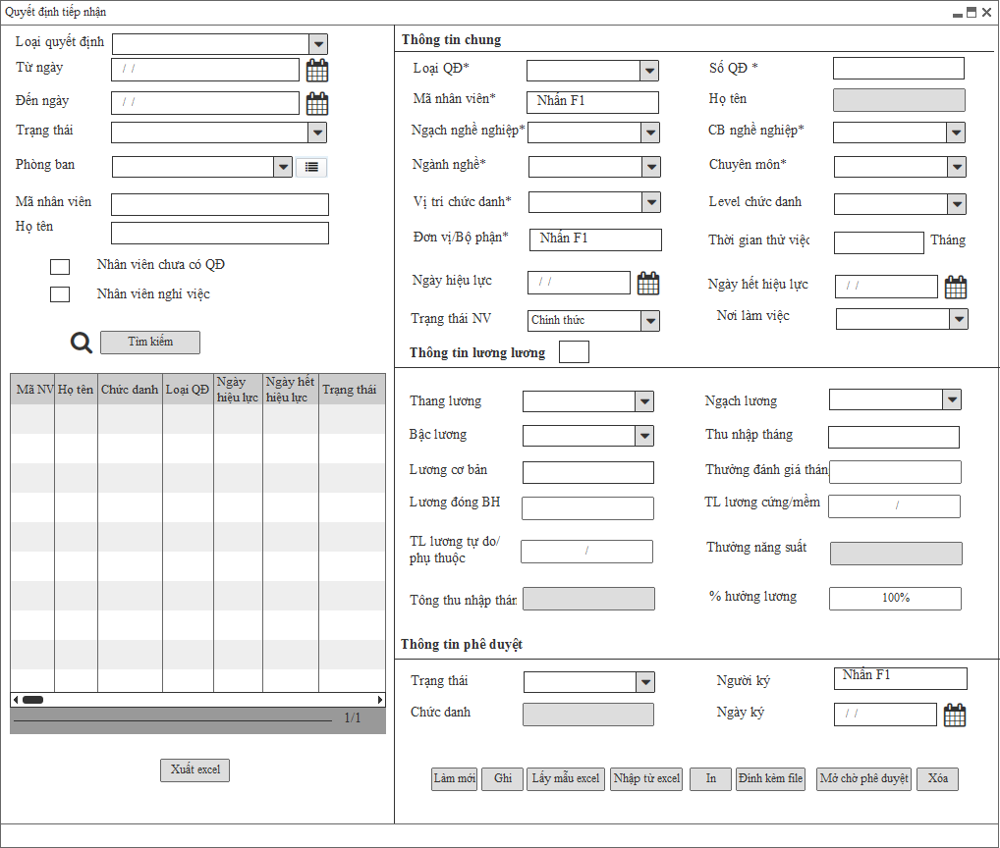 Quyết định tiếp nhận
Loại quyết định
Từ ngày
/ /
Đến ngày
/ /
Trạng thái
Phòng ban
Mã nhân viên
Họ tên
Nhân viên chưa có QĐ
Nhân viên nghỉ việc
Tìm kiếm
Mã NV Họ tên Chức danh Loại QĐ Ngày hiệu lực Ngày hết hiệu lực Trạng thái
1/1
Xuất excel
Thông tin chung
Loại QĐ* Số QĐ *
Mã nhân viên* Nhấn F1 Họ tên
Ngạch nghề nghiệp* CB nghề nghiệp*
Ngành nghề* Chuyên môn*
Vị trí chức danh* Level chức danh
Đơn vị/Bộ phận* Nhấn F1 Thời gian thử việc Tháng
Ngày hiệu lực / / Ngày hết hiệu lực / /
Trạng thái NV Chính thức Nơi làm việc
Thông tin lương lương
Thang lương Ngạch lương
Bậc lương Thu nhập tháng
Lương cơ bản Thưởng đánh giá thán
Lương đóng BH TL lương cứng/mềm /
TL lương tự do/
phụ thuộc / Thưởng năng suất
Tông thu nhập thán % hưởng lương 100%
Thông tin phê duyệt
Trạng thái Người ký Nhấn F1
Chức danh Ngày ký / /
Làm mới Ghi Lấy mẫu excel Nhập từ excel In Đính kèm file Mở chờ phê duyệt Xóa